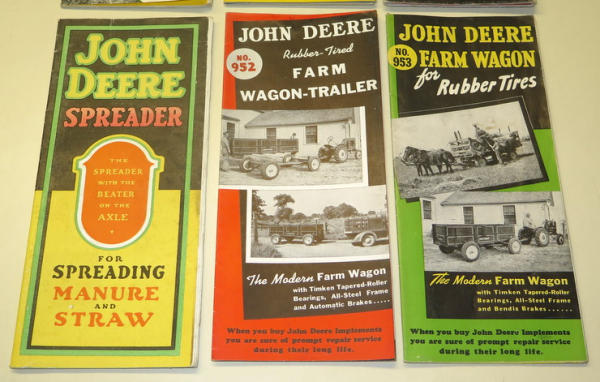 JOHN
DEERE
SPREADER
THE
SPREADER
WITH THE
BEATER
ON THE
AXLE
FOR
SPREADING
MANURE
AND
STRAW
JOHN DEERE
NO.
952
Rubber-Tired
FARM
WAGON-TRAILER
The Modern Farm Wagon
with Timken Tapered-Roller
Bearings, All-Steel Frame
and Automatic Brakes......
When you buy John Deere Implements
you are sure of prompt repair service
during their long life.
JOHN DEERE
NO.
953
FARM WAGON
for Rubber Tires
The Modern Farm Wagon
with Timken Tapered-Roller
Bearings, All-Steel Frame
and Bendix Brakes......
When you buy John Deere Implements
you are sure of prompt repair service
during their long life.